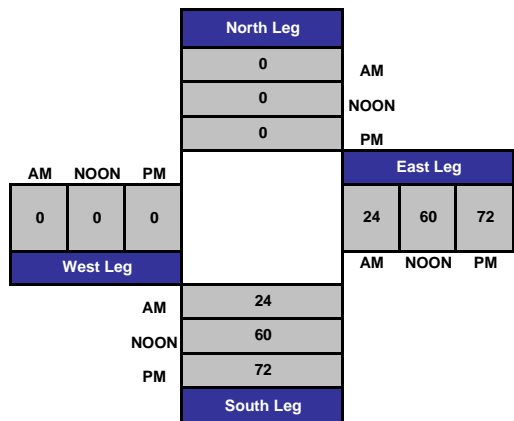 North Leg
0
AM
0
NOON
0
PM
AM NOON PM
East Leg
0 0 0
24 60 72
West Leg
AM NOON PM
AM
24
NOON
60
PM
72
South Leg